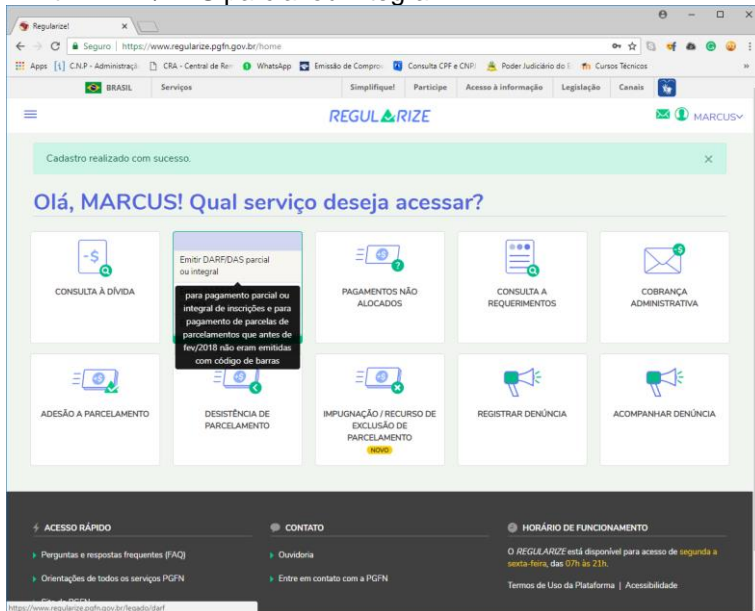 Regularize!
Seguro | https://www.regularize.pgfn.gov.br/home
Apps
C.N.P - Administraçã
CRA - Central de Rem
WhatsApp
Emissão de Compro
Consulta CPF e CNPJ
Poder Judiciário do E
Cursos Técnicos
BRASIL
Serviços
Simplifique!
Participe
Acesso à informação
Legislação
Canais
REGULARIZE
MARCUS
Cadastro realizado com sucesso.
Olá, MARCUS! Qual serviço deseja acessar?
CONSULTA À DÍVIDA
Emitir DARF/DAS parcial
ou integral
para pagamento parcial ou
integral de inscrições e para
pagamento de parcelas de
parcelamentos que antes de
fev/2018 não eram emitidas
com código de barras
PAGAMENTOS NÃO
ALOCADOS
CONSULTA A
REQUERIMENTOS
COBRANÇA
ADMINISTRATIVA
ADESÃO A PARCELAMENTO
DESISTÊNCIA DE
PARCELAMENTO
IMPUGNAÇÃO / RECURSO DE
EXCLUSÃO DE
PARCELAMENTO
NOVO
REGISTRAR DENÚNCIA
ACOMPANHAR DENÚNCIA
ACESSO RÁPIDO
Perguntas e respostas frequentes (FAQ)
Orientações de todos os serviços PGFN
Site da PGFN
CONTATO
Ouvidoria
Entre em contato com a PGFN
HORÁRIO DE FUNCIONAMENTO
O REGULARIZE está disponível para acesso de segunda a
sexta-feira, das 07h às 21h.
Termos de Uso da Plataforma | Acessibilidade
https://www.regularize.pgfn.gov.br/legado/darf